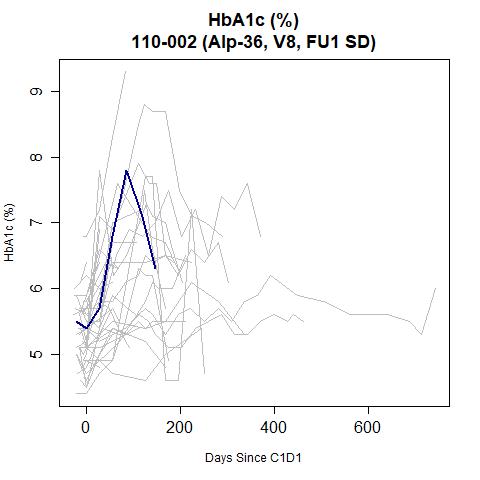 HbA1c (%)
110-002 (Alp-36, V8, FU1 SD)
HbA1c (%)
9
8
7
6
5
0 200 400 600
Days Since C1D1